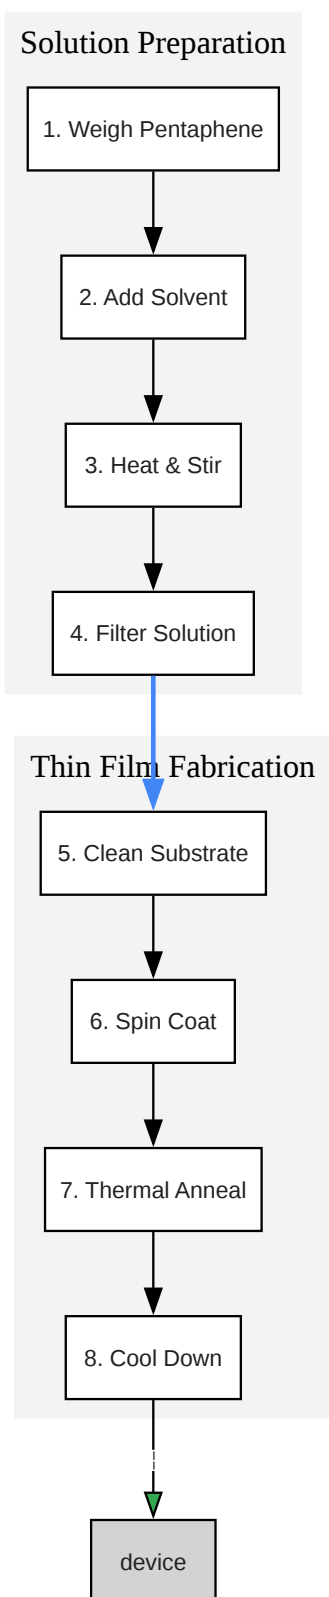 Solution Preparation
1. Weigh Pentaphene
2. Add Solvent
3. Heat & Stir
4. Filter Solution
Thin Film Fabrication
5. Clean Substrate
6. Spin Coat
7. Thermal Anneal
8. Cool Down
device